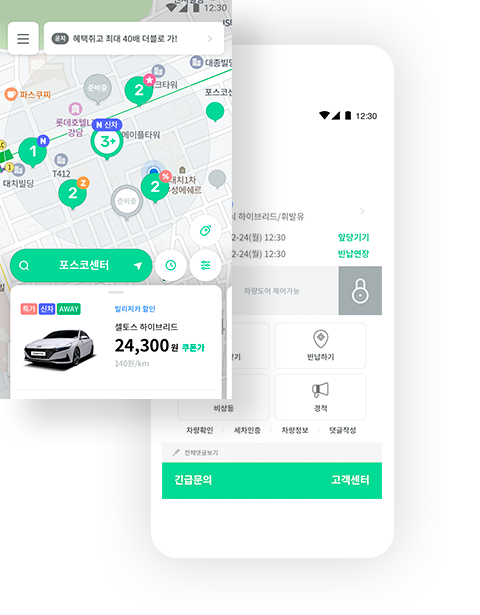 12:30
공지 혜택쥐고 최대 40배 더블로 가!
대종빌딩
파스쿠찌
준비중
2
크타워
포스코센
롯데호텔L
강남
N 신차
3+
에이플타워
1
N
대치빌딩
T412
2
Z
2
대치1차
준비중
포스코센터
특가 신차 AWAY
빌리지카 할인
셀토스 하이브리드
24,300원 쿠폰가
140원/km
12:30
하이브리드/휘발유
2-24(월) 12:30 앞당기기
2-24(월) 12:30 반납연장
차량도어 제어가능
반납하기
비상등
경적
차량확인 세차인증 차량정보 댓글작성
전체댓글보기
긴급문의 고객센터